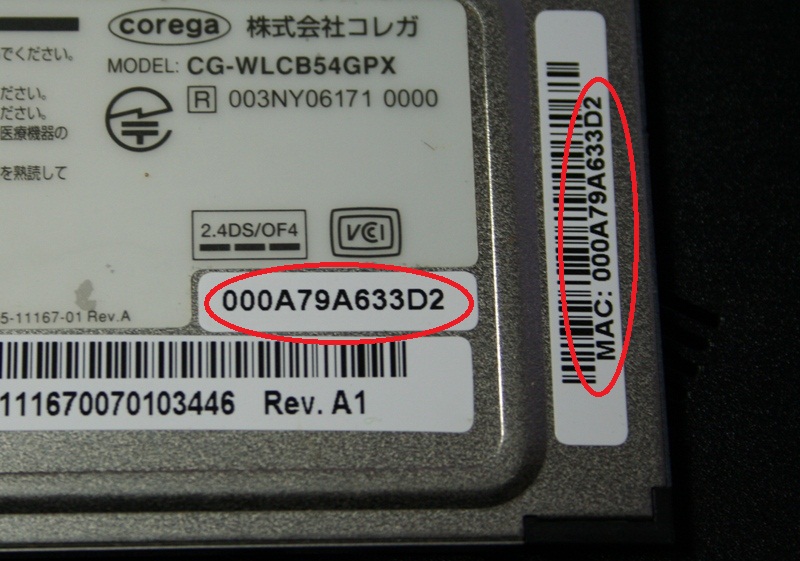 corega 株式会社コレガ
MODEL: CG-WLCB54GPX
R 003NY06171 0000
でください。
ださい。
ださい。
医療機器の
を熟読して
2.4DS/OF4
VCI
000A79A633D2
5-11167-01 Rev.A
111670070103446 Rev. A1
MAC: 000A79A633D2